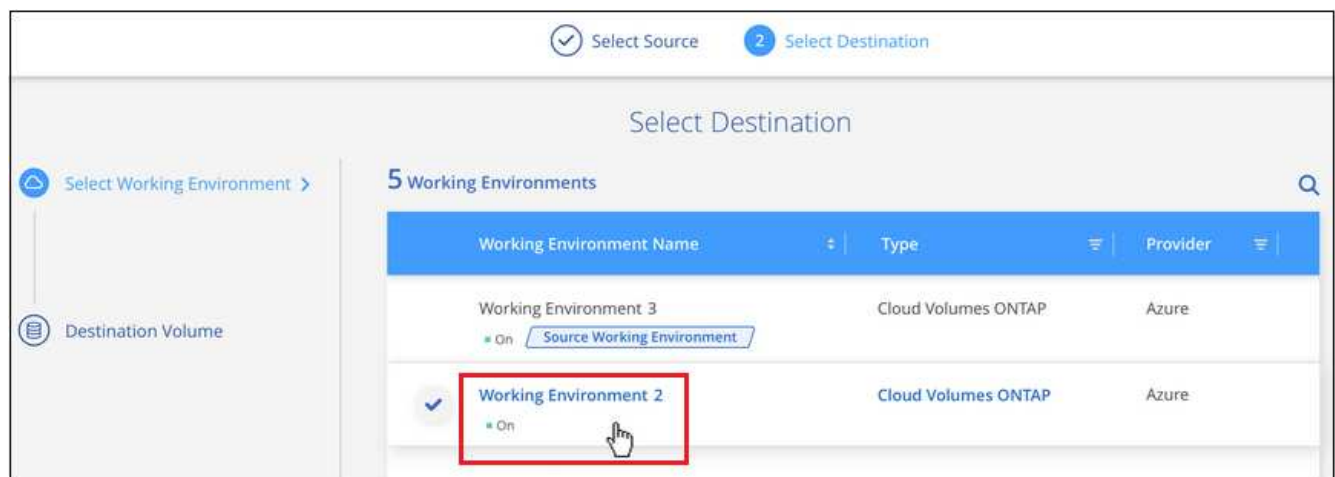 Select Source
2 Select Destination
Select Destination
Select Working Environment >
5 Working Environments
Working Environment Name
Type
Provider
Working Environment 3
Cloud Volumes ONTAP
Azure
On
Source Working Environment
Destination Volume
Working Environment 2
Cloud Volumes ONTAP
Azure
On